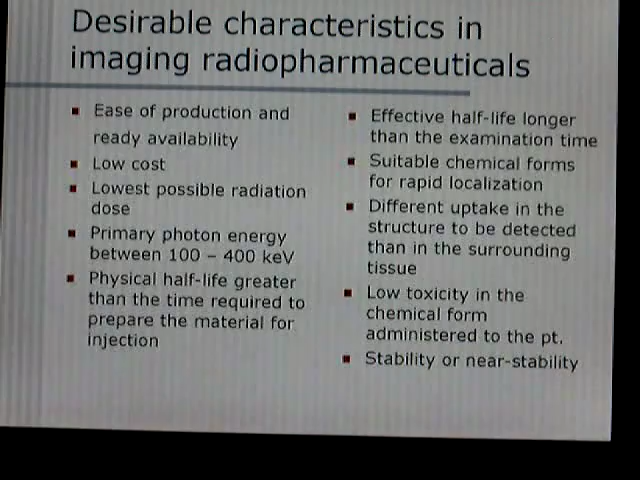 Desirable characteristics in
imaging radiopharmaceuticals
Ease of production and
ready availability
Low cost
Lowest possible radiation
dose
Primary photon energy
between 100 – 400 keV
Physical half-life greater
than the time required to
prepare the material for
injection
Effective half-life longer
than the examination time
Suitable chemical forms
for rapid localization
Different uptake in the
structure to be detected
than in the surrounding
tissue
Low toxicity in the
chemical form
administered to the pt.
Stability or near-stability